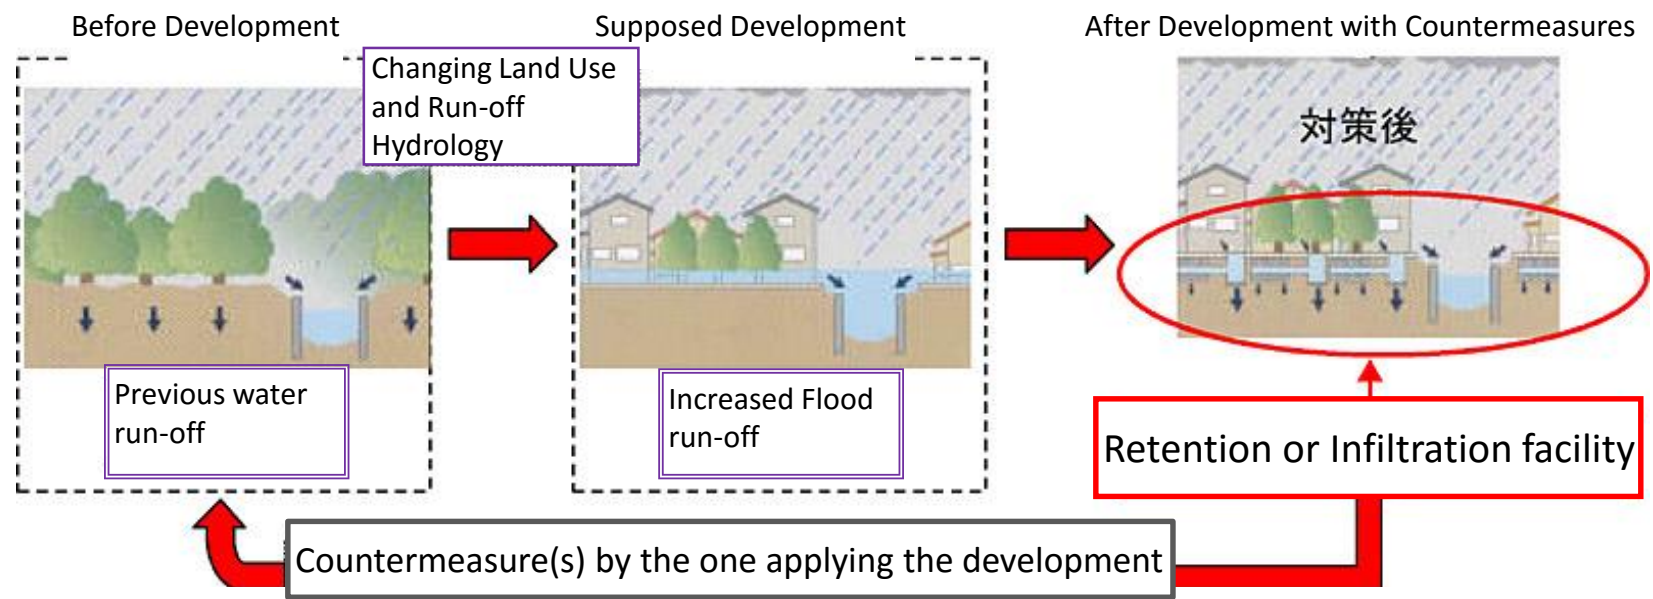 Before Development
Supposed Development
After Development with Countermeasures
Changing Land Use
and Run-off
Hydrology
対策後
Previous water
run-off
Increased Flood
run-off
Retention or Infiltration facility
Countermeasure(s) by the one applying the development